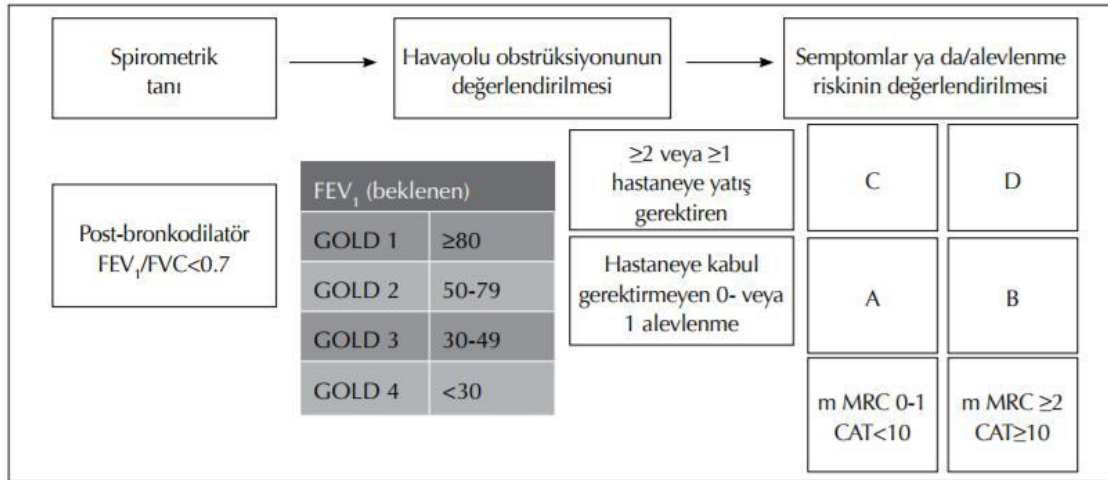 Spirometrik
tanı
Havayolu obstrüksiyonunun
değerlendirilmesi
Semptomlar ya da/alevlenme
riskinin değerlendirilmesi
Post-bronkodilatör
FEV₁/FVC<0.7
FEV₁ (beklenen)
GOLD 1 ≥80
GOLD 2 50-79
GOLD 3 30-49
GOLD 4 <30
≥2 veya ≥1
hastaneye yatış
gerektiren
Hastaneye kabul
gerektirmeyen 0- veya
1 alevlenme
C
D
A
B
m MRC 0-1
CAT<10
m MRC ≥2
CAT≥10